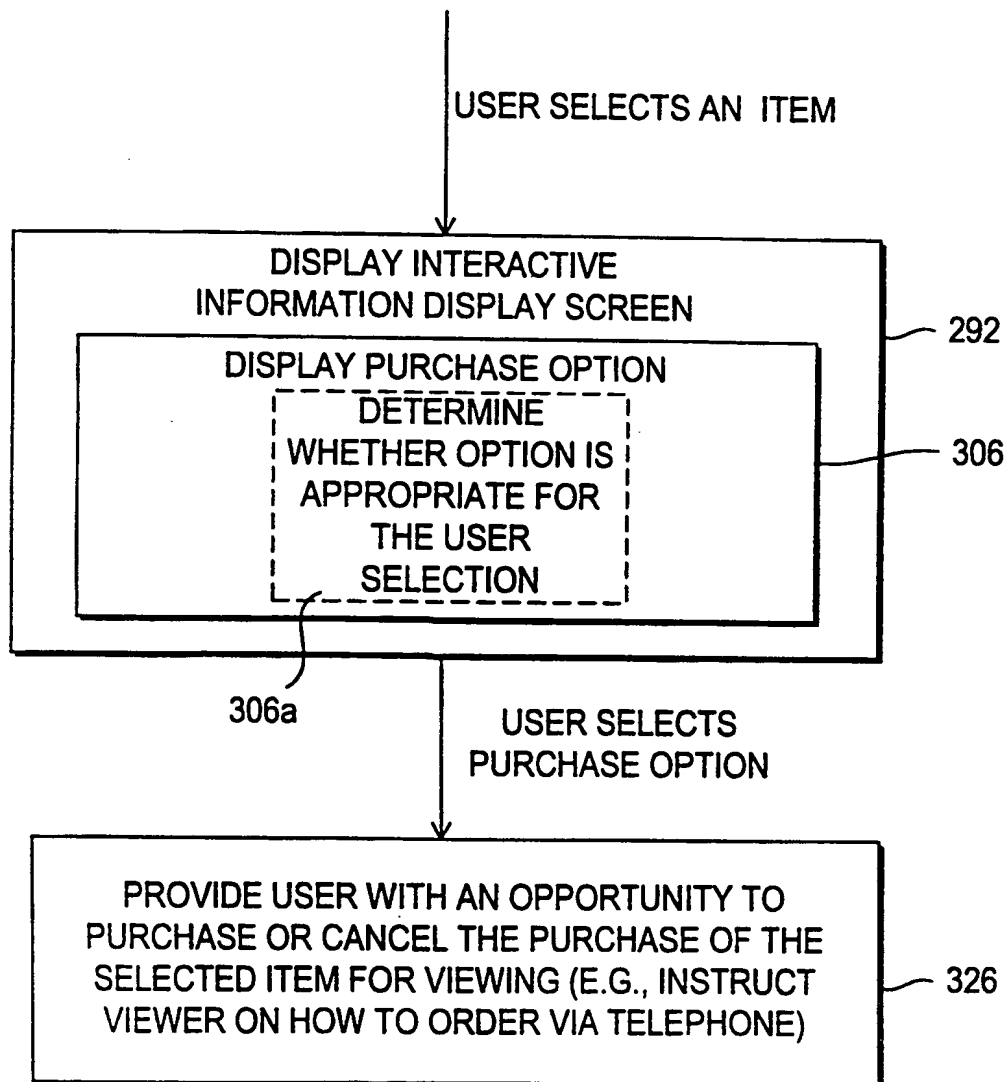 USER SELECTS AN ITEM
DISPLAY INTERACTIVE
INFORMATION DISPLAY SCREEN
292
DISPLAY PURCHASE OPTION
306
DETERMINE
WHETHER OPTION IS
APPROPRIATE FOR
THE USER
SELECTION
306a
USER SELECTS
PURCHASE OPTION
PROVIDE USER WITH AN OPPORTUNITY TO
PURCHASE OR CANCEL THE PURCHASE OF THE
SELECTED ITEM FOR VIEWING (E.G., INSTRUCT
VIEWER ON HOW TO ORDER VIA TELEPHONE)
326